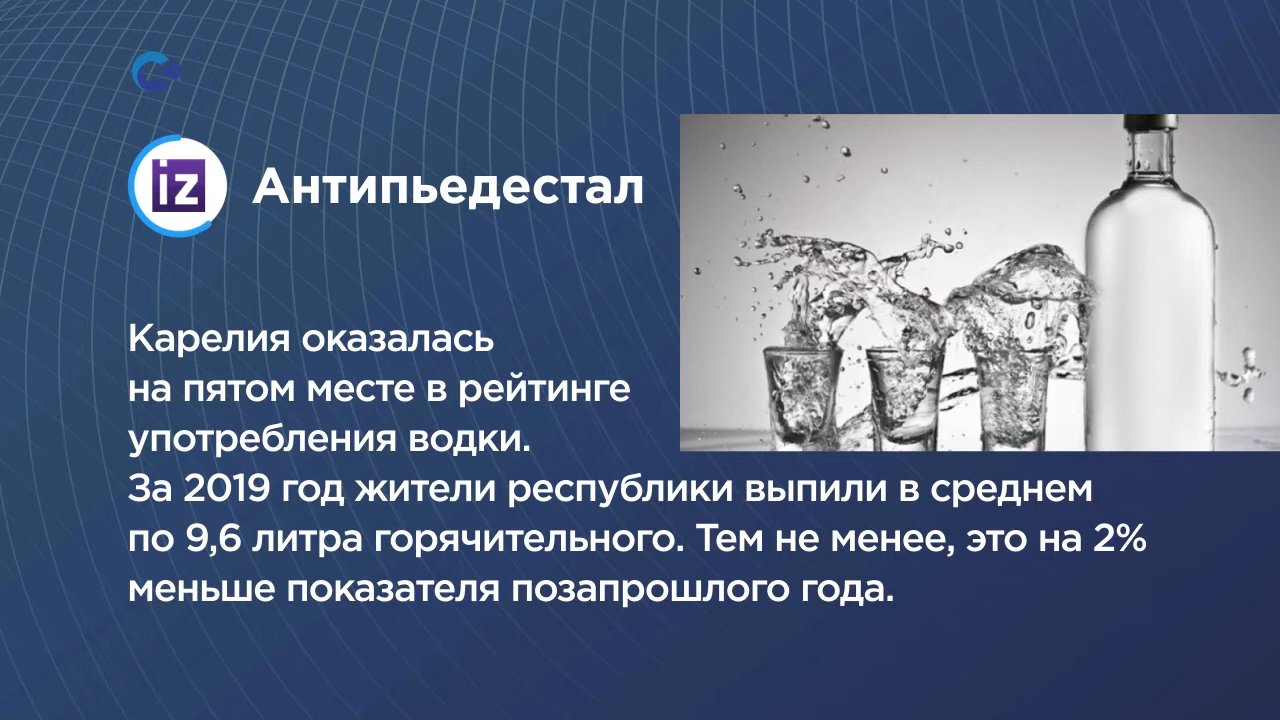 iz
Антипьедестал
Карелия оказалась
на пятом месте в рейтинге
употребления водки.
За 2019 год жители республики выпили в среднем
по 9,6 литра горячительного. Тем не менее, это на 2%
меньше показателя позапрошлого года.